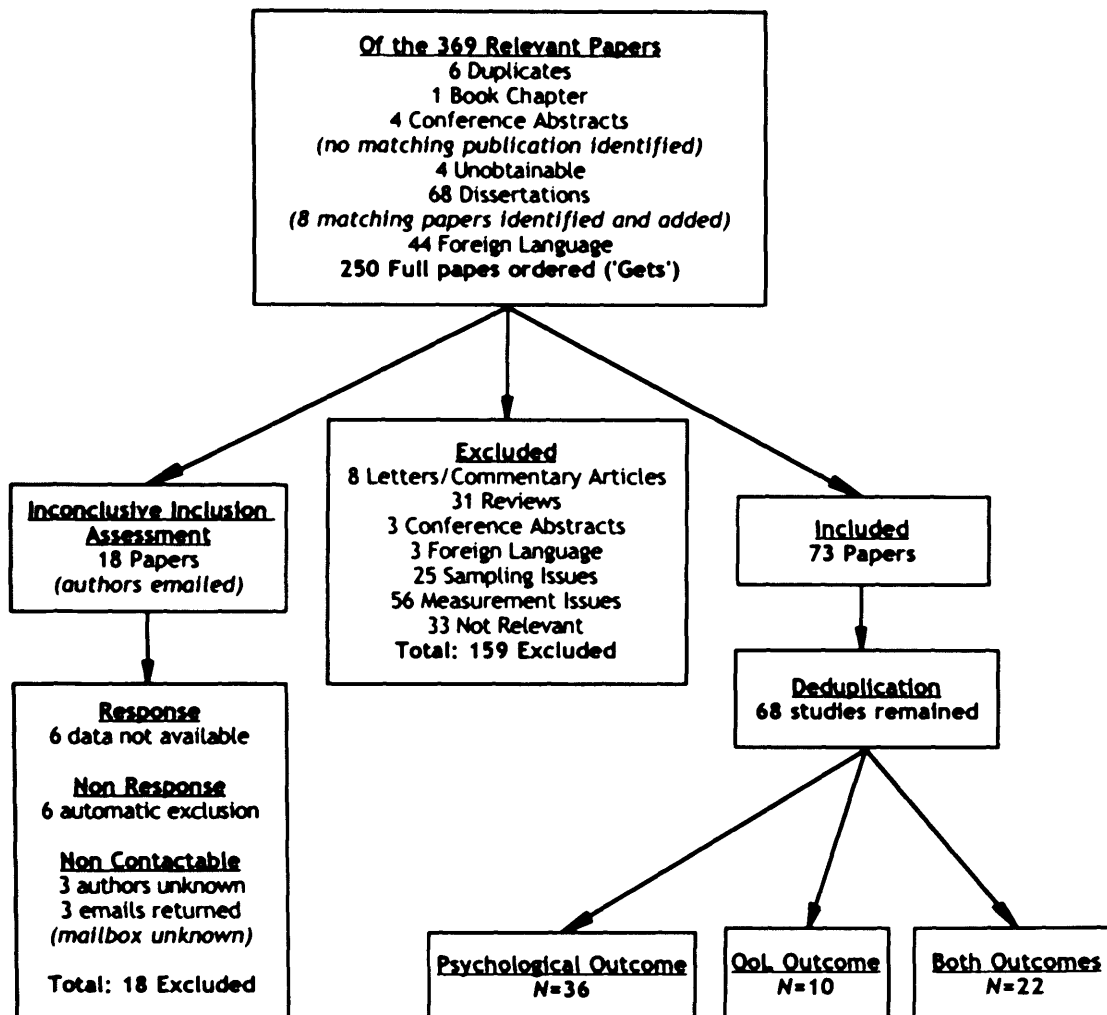 Of the 369 Relevant Papers
6 Duplicates
1 Book Chapter
4 Conference Abstracts
(no matching publication identified)
4 Unobtainable
68 Dissertations
(8 matching papers identified and added)
44 Foreign Language
250 Full papes ordered ('Gets')
Inconclusive Inclusion
Assessment
18 Papers
(authors emailed)
Excluded
8 Letters/Commentary Articles
31 Reviews
3 Conference Abstracts
3 Foreign Language
25 Sampling Issues
56 Measurement Issues
33 Not Relevant
Total: 159 Excluded
Included
73 Papers
Response
6 data not available
Non Response
6 automatic exclusion
Non Contactable
3 authors unknown
3 emails returned
(mailbox unknown)
Total: 18 Excluded
Deduplication
68 studies remained
Psychological Outcome
N=36
QoL Outcome
N=10
Both Outcomes
N=22